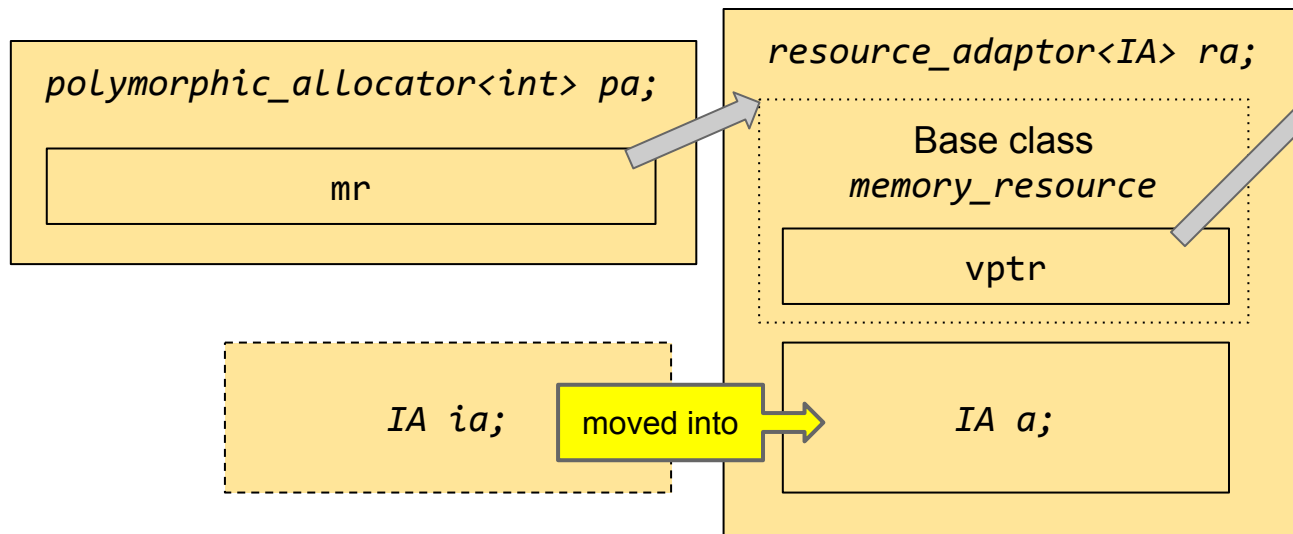 polymorphic_allocator<int> pa;
mr
resource_adaptor<IA> ra;
Base class
memory_resource
vptr
IA ia;
moved into
IA a;